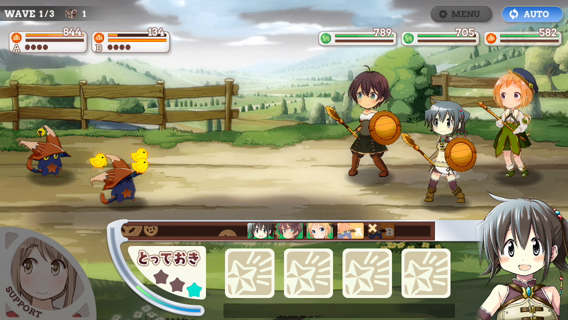 WAVE 1/3 1
MENU
AUTO
844
134
789
705
582
A
B
とっておき
SUPPORT
B